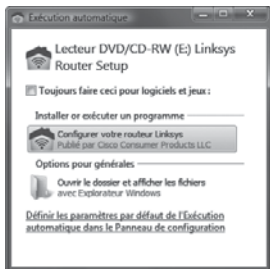 Exécution automatique
Lecteur DVD/CD-RW (E:) Linksys
Router Setup
Toujours faire ceci pour logiciels et jeux :
Installer or exécuter un programme
Configurer votre routeur Linksys
Publié par Cisco Consumer Products LLC
Options pour générales
Ouvrir le dossier et afficher les fichiers
avec Explorateur Windows
Définir les paramètres par défaut de l'Exécution
automatique dans le Panneau de configuration